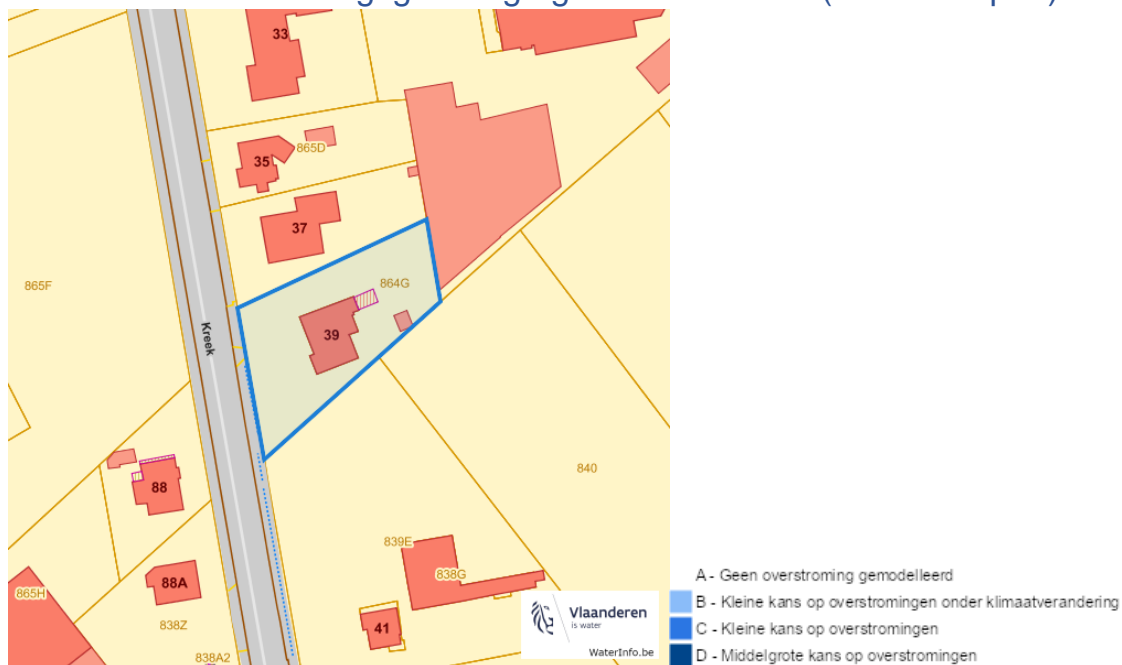 33
35
865D
37
865F
864G
39
Kreek
840
88
839E
838G
88A
865H
838Z
41
838A2
Vlaanderen
is water
WaterInfo.be
A - Geen overstroming gemodelleerd
B - Kleine kans op overstromingen onder klimaatverandering
C - Kleine kans op overstromingen
D - Middelgrote kans op overstromingen